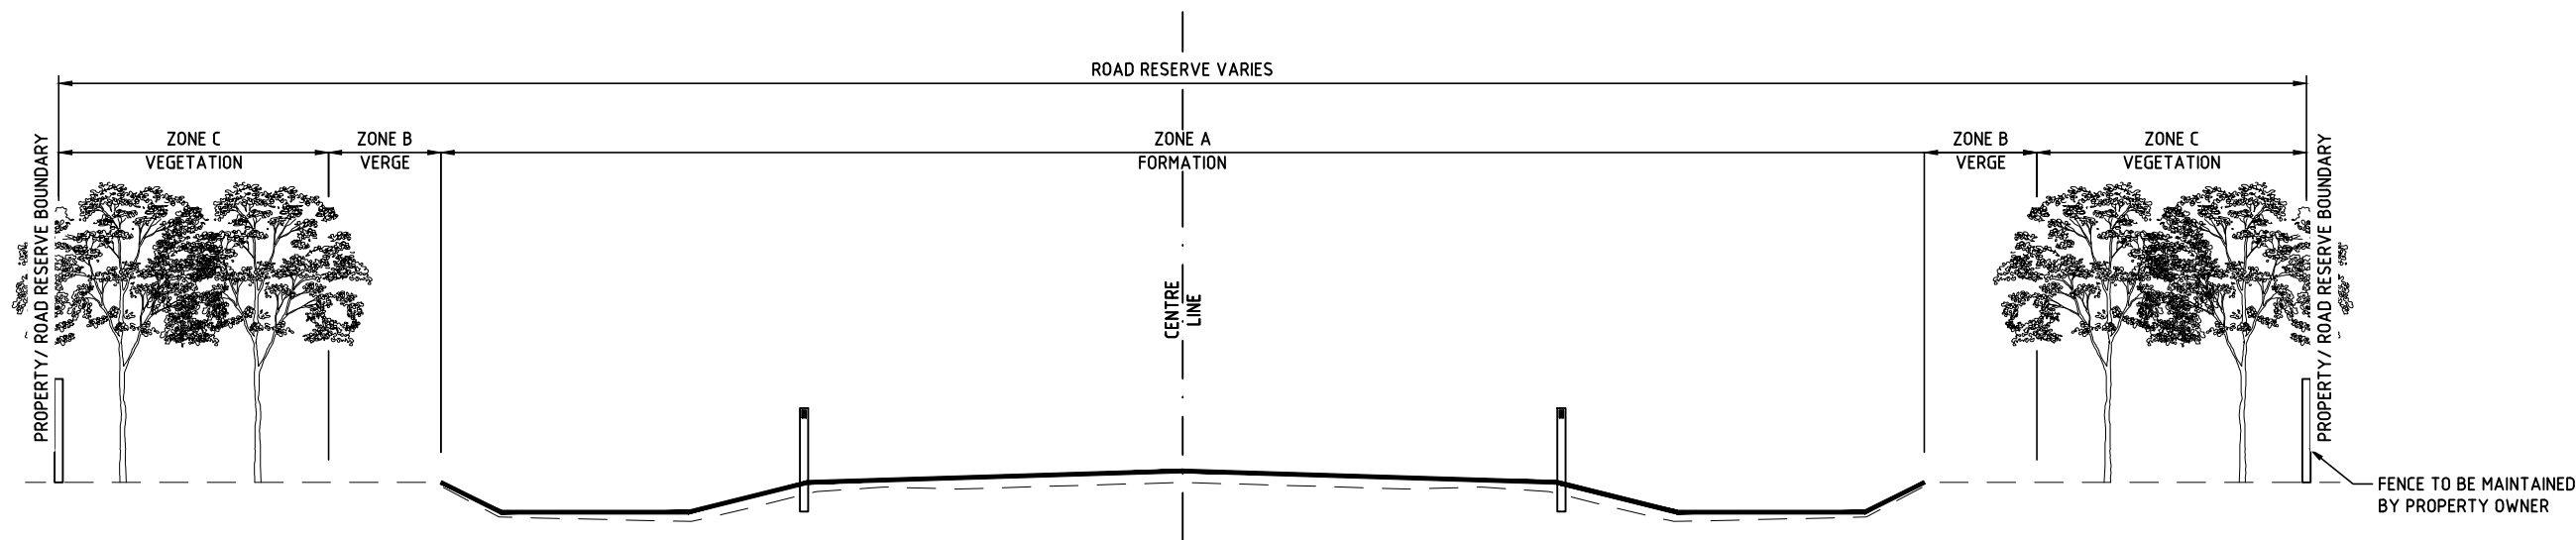 ROAD RESERVE VARIES
ZONE C
VEGETATION
ZONE B
VERGE
ZONE A
FORMATION
ZONE B
VERGE
ZONE C
VEGETATION
PROPERTY/ ROAD RESERVE BOUNDARY
CENTRE
LINE
PROPERTY/ ROAD RESERVE BOUNDARY
FENCE TO BE MAINTAINED
BY PROPERTY OWNER